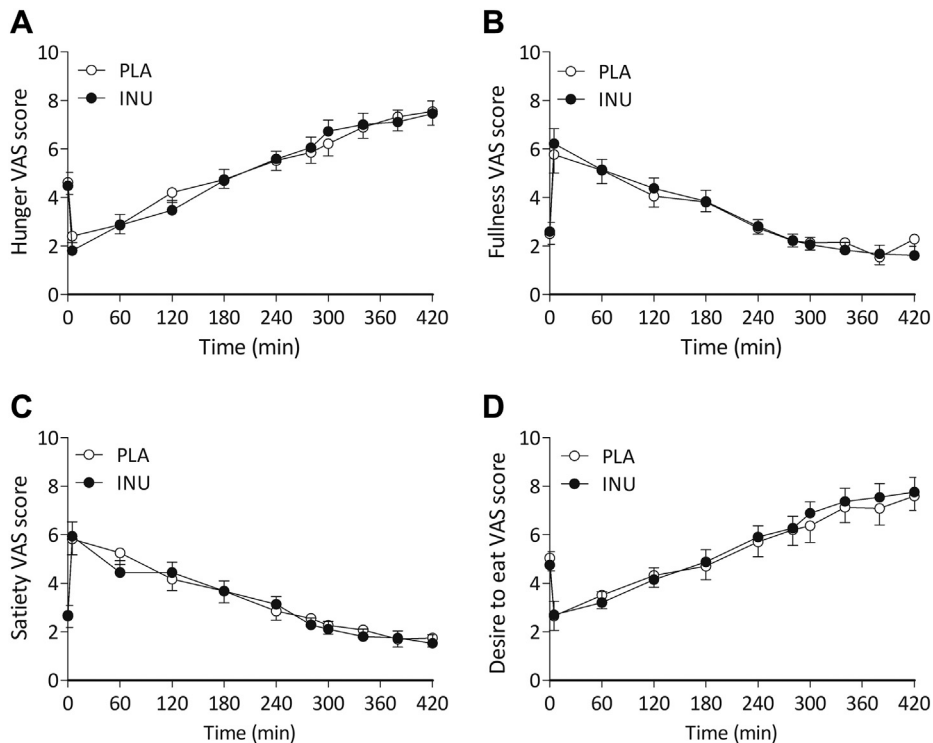 A
Hunger VAS score
10
8
6
4
2
0
PLA
INU
0 60 120 180 240 300 360 420
Time (min)
B
Fullness VAS score
10
8
6
4
2
0
PLA
INU
0 60 120 180 240 300 360 420
Time (min)
C
Satiety VAS score
10
8
6
4
2
0
PLA
INU
0 60 120 180 240 300 360 420
Time (min)
D
Desire to eat VAS score
10
8
6
4
2
0
PLA
INU
0 60 120 180 240 300 360 420
Time (min)